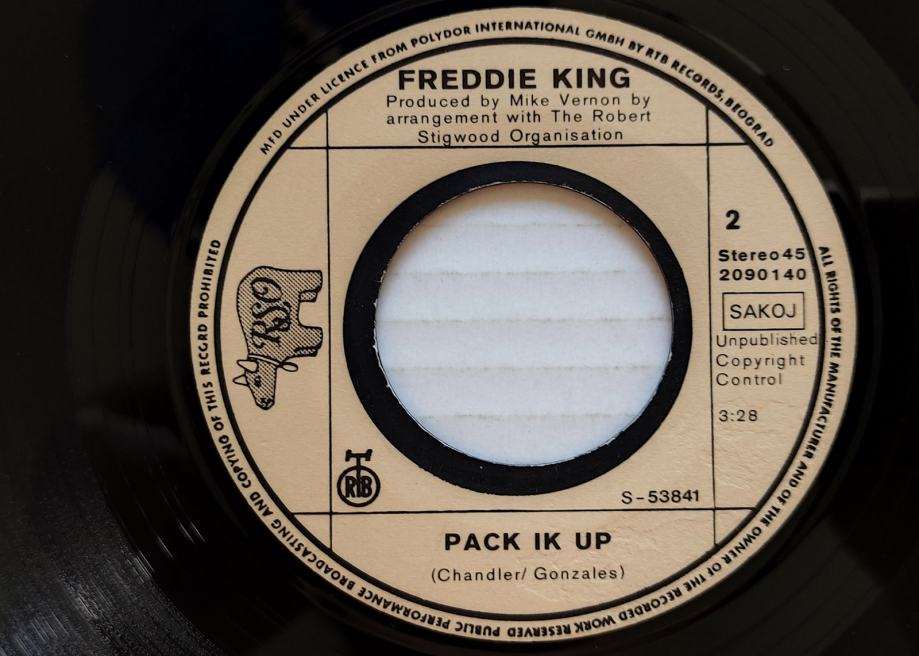 MFD UNDER LICENCE FROM POLYDOR INTERNATIONAL GMBH BY RTB RECORDS, BEOGRAD
FREDDIE KING
Produced by Mike Vernon by
arrangement with The Robert
Stigwood Organisation
2
Stereo 45
2090140
SAKOJ
Unpublished
Copyright
Control
3:28
RSO
RTB
S-53841
PACK IK UP
(Chandler/ Gonzales)
ALL RIGHTS OF THE MANUFACTURER AND OF THE OWNER OF THE RECORDED WORK RESERVED PUBLIC PERFORMANCE BROADCASTING AND COPYING OF THIS RECORD PROHIBITED